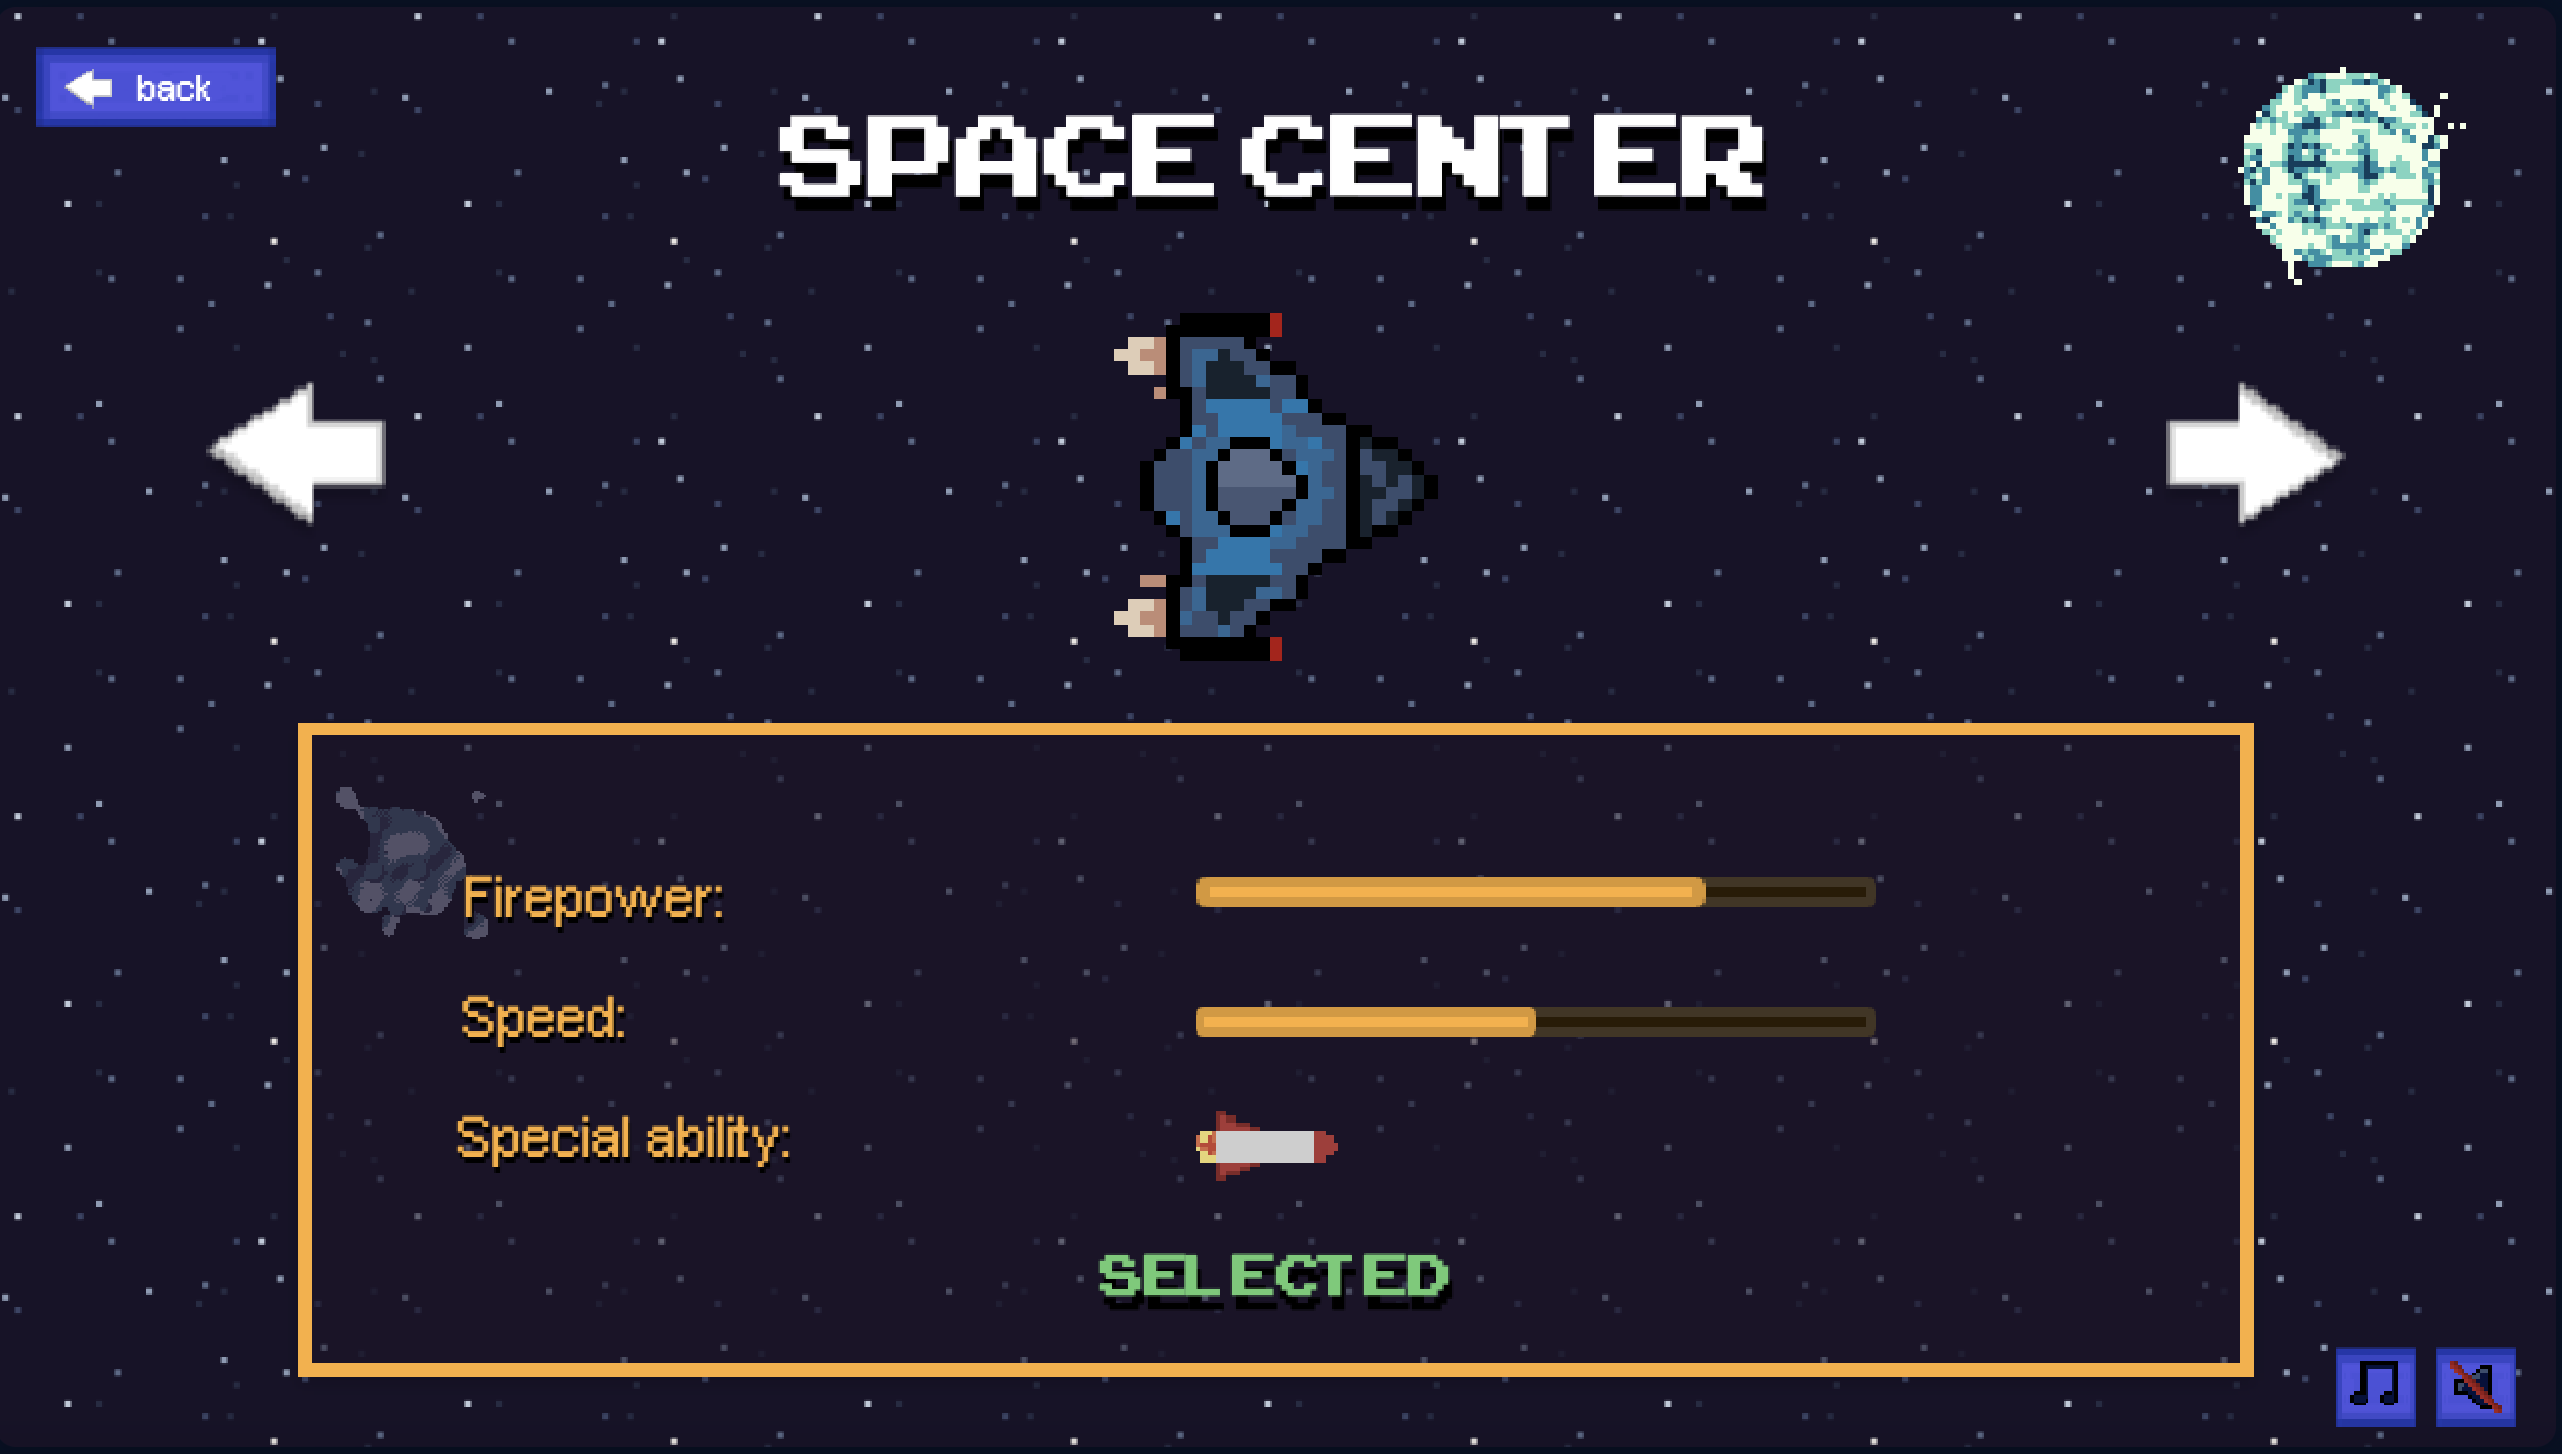 back
SPACE CENTER
Firepower:
Speed:
Special ability:
SELECTED